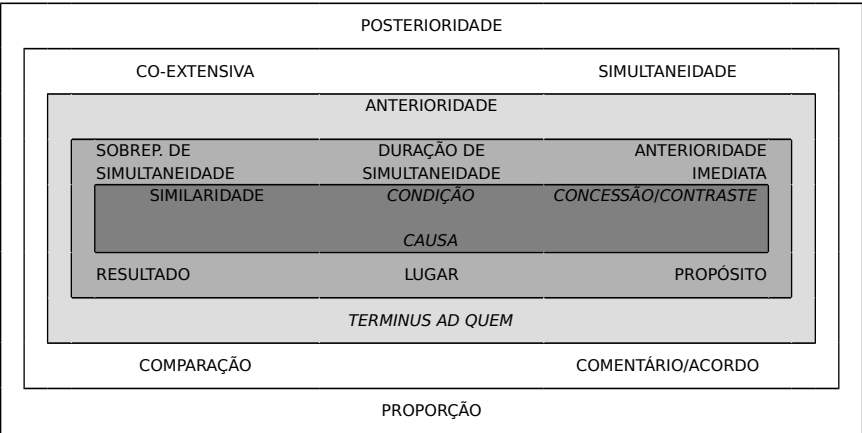 POSTERIORIDADE
CO-EXTENSIVA SIMULTANEIDADE
ANTERIORIDADE
SOBREP. DE DURAÇÃO DE ANTERIORIDADE
SIMULTANEIDADE SIMULTANEIDADE IMEDIATA
SIMILARIDADE CONDIÇÃO CONCESSÃO/CONTRASTE
CAUSA
RESULTADO LUGAR PROPÓSITO
TERMINUS AD QUEM
COMPARAÇÃO COMENTÁRIO/ACORDO
PROPORÇÃO